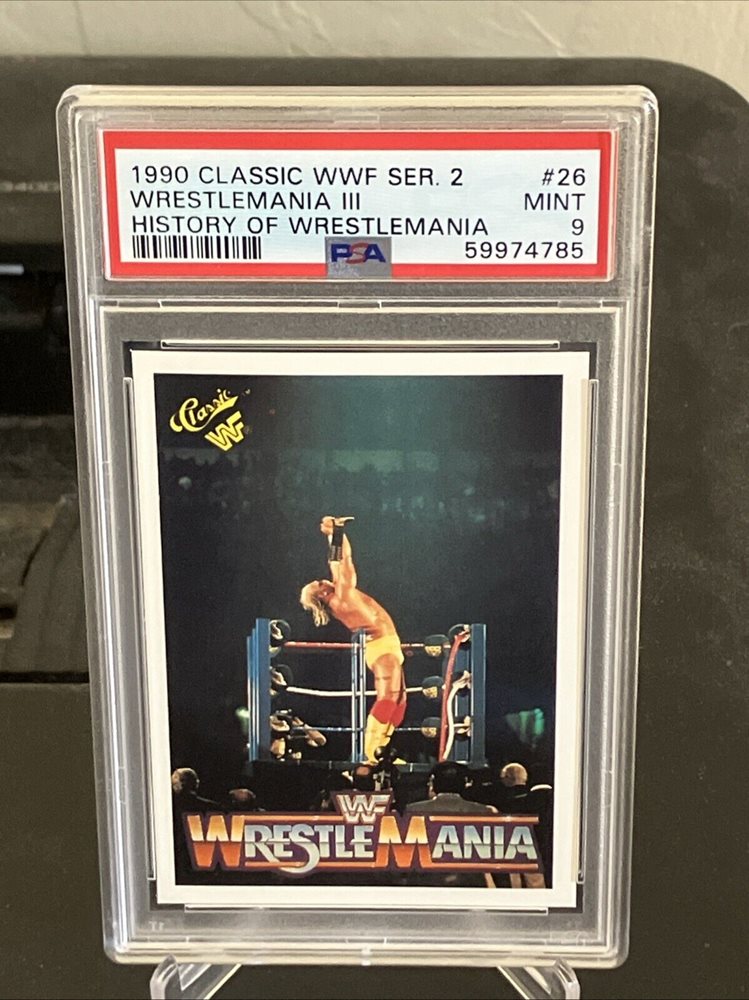 1990 CLASSIC WWF SER. 2 #26
WRESTLEMANIA III MINT
HISTORY OF WRESTLEMANIA 9
PSA 59974785
Classic
WF
WF
WRESTLEMANIA